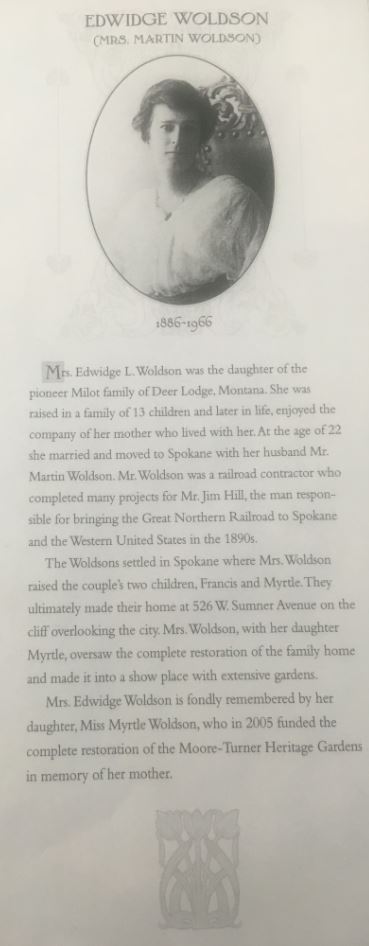 EDWIDGE WOLDSON
(MRS. MARTIN WOLDSON)
1886-1966
Mrs. Edwidge L. Woldson was the daughter of the
pioneer Milot family of Deer Lodge, Montana. She was
raised in a family of 13 children and later in life, enjoyed the
company of her mother who lived with her. At the age of 22
she married and moved to Spokane with her husband Mr.
Martin Woldson. Mr. Woldson was a railroad contractor who
completed many projects for Mr. Jim Hill, the man respon-
sible for bringing the Great Northern Railroad to Spokane
and the Western United States in the 1890s.
The Woldsons settled in Spokane where Mrs. Woldson
raised the couple's two children, Francis and Myrtle. They
ultimately made their home at 526 W. Sumner Avenue on the
cliff overlooking the city. Mrs. Woldson, with her daughter
Myrtle, oversaw the complete restoration of the family home
and made it into a show place with extensive gardens.
Mrs. Edwidge Woldson is fondly remembered by her
daughter, Miss Myrtle Woldson, who in 2005 funded the
complete restoration of the Moore-Turner Heritage Gardens
in memory of her mother.